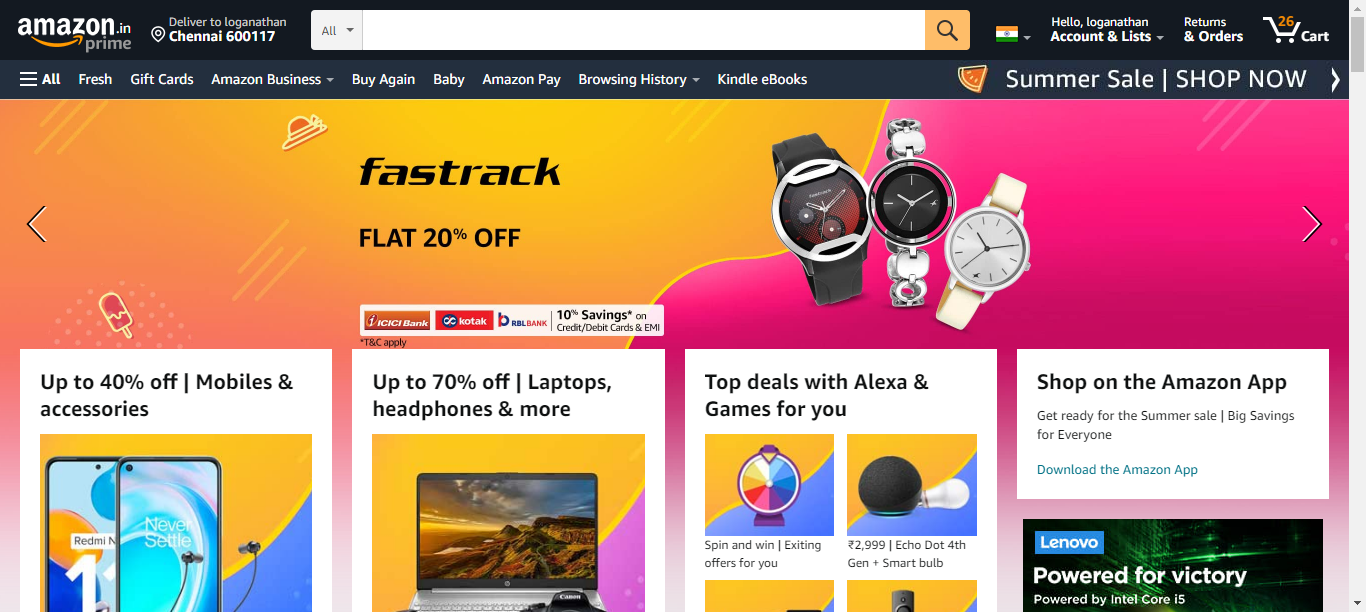 amazon.in
prime
Deliver to loganathan
Chennai 600117
All
Hello, loganathan
Account & Lists
Returns
& Orders
26
Cart
All
Fresh
Gift Cards
Amazon Business
Buy Again
Baby
Amazon Pay
Browsing History
Kindle eBooks
Summer Sale | SHOP NOW
fastrack
FLAT 20% OFF
fastrack
ICICI Bank
kotak
RBLBANK
10% Savings* on
Credit/Debit Cards & EMI
*T&C apply
Up to 40% off | Mobiles &
accessories
Redmi N
11
Never
Settle
Up to 70% off | Laptops,
headphones & more
hp
Canon
Top deals with Alexa &
Games for you
Spin and win | Exiting
offers for you
₹2,999 | Echo Dot 4th
Gen + Smart bulb
Shop on the Amazon App
Get ready for the Summer sale | Big Savings
for Everyone
Download the Amazon App
Lenovo
Powered for victory
Powered by Intel Core i5